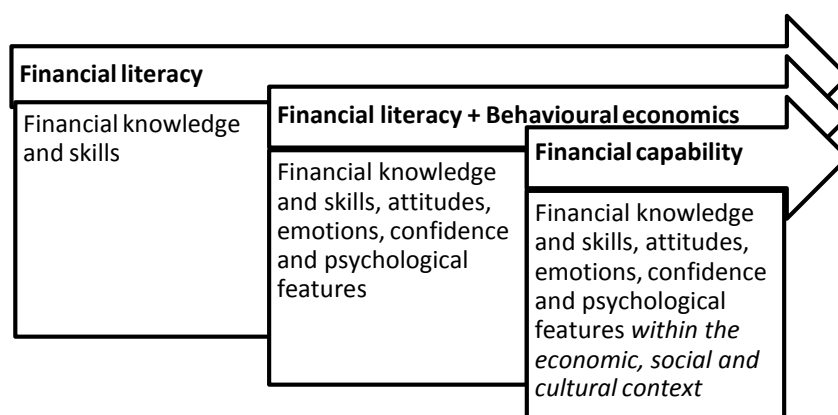 Financial literacy
Financial knowledge
and skills
Financial literacy + Behavioural economics
Financial knowledge
and skills, attitudes,
emotions, confidence
and psychological
features
Financial capability
Financial knowledge
and skills, attitudes,
emotions, confidence
and psychological
features within the
economic, social and
cultural context